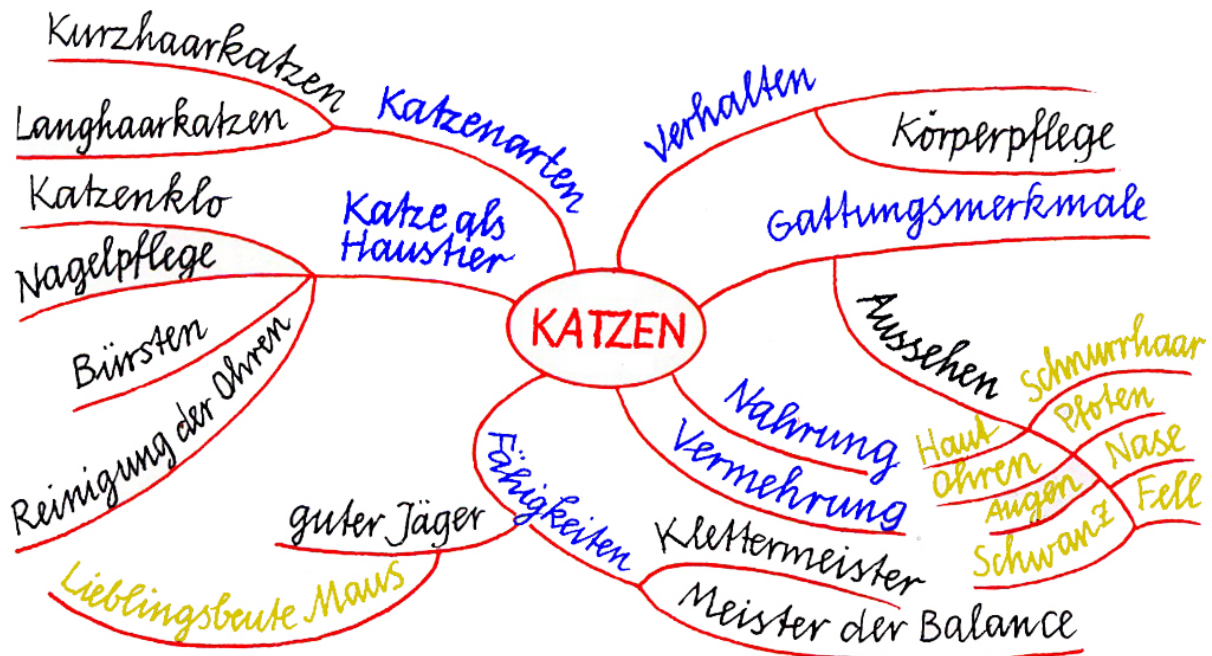 KATZEN
Katzenarten
Kurzhaarkatzen
Langhaarkatzen
Katze als
Haustier
Katzenklo
Nagelpflege
Bürsten
Reinigung der Ohren
Verhalten
Körperpflege
Gattungsmerkmale
Aussehen
Schnurrhaar
Pfoten
Nase
Fell
Haut
Ohren
Augen
Schwanz
Nahrung
Vermehrung
Fähigkeiten
guter Jäger
Lieblingsbeute Maus
Klettermeister
Meister der Balance